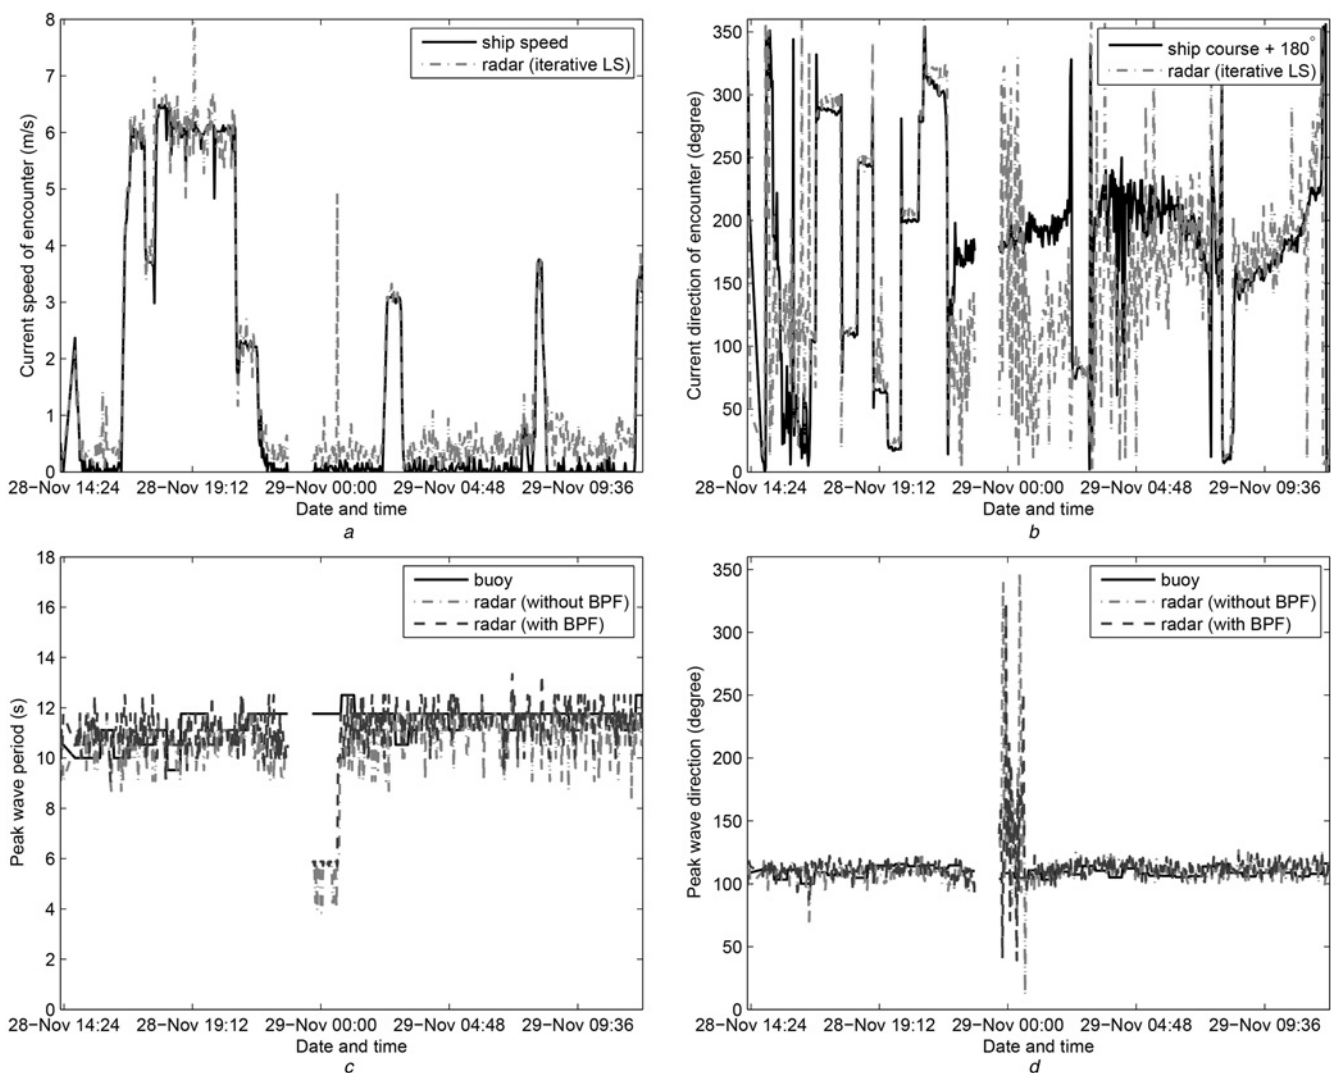 8
7
6
5
4
3
2
1
0
Current speed of encounter (m/s)
ship speed
radar (iterative LS)
28−Nov 14:24 28−Nov 19:12 29−Nov 00:00 29−Nov 04:48 29−Nov 09:36
Date and time
a
350
300
250
200
150
100
50
0
Current direction of encounter (degree)
ship course + 180°
radar (iterative LS)
28−Nov 14:24 28−Nov 19:12 29−Nov 00:00 29−Nov 04:48 29−Nov 09:36
Date and time
b
18
16
14
12
10
8
6
4
2
0
Peak wave period (s)
buoy
radar (without BPF)
radar (with BPF)
28−Nov 14:24 28−Nov 19:12 29−Nov 00:00 29−Nov 04:48 29−Nov 09:36
Date and time
c
350
300
250
200
150
100
50
0
Peak wave direction (degree)
buoy
radar (without BPF)
radar (with BPF)
28−Nov 14:24 28−Nov 19:12 29−Nov 00:00 29−Nov 04:48 29−Nov 09:36
Date and time
d